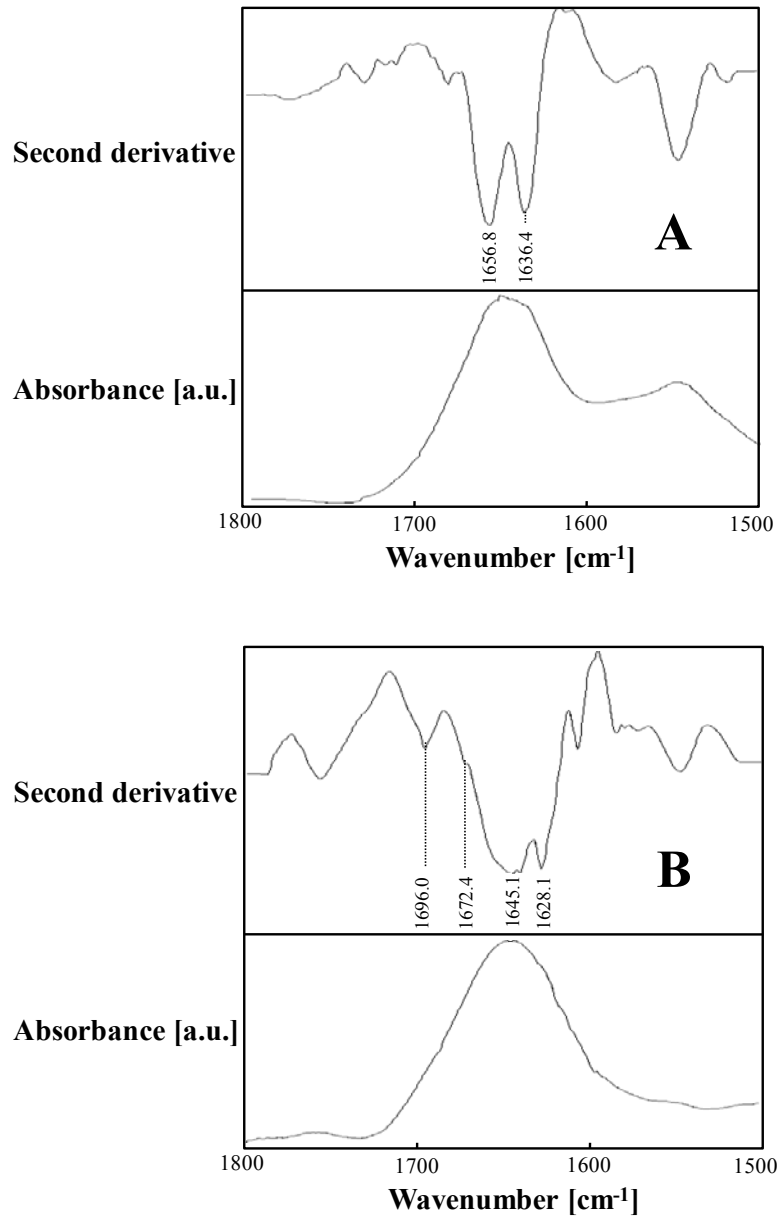 Second derivative
1656.8
1636.4
A
Absorbance [a.u.]
1800
1700
1600
1500
Wavenumber [cm-1]
Second derivative
1696.0
1672.4
1645.1
1628.1
B
Absorbance [a.u.]
1800
1700
1600
1500
Wavenumber [cm-1]